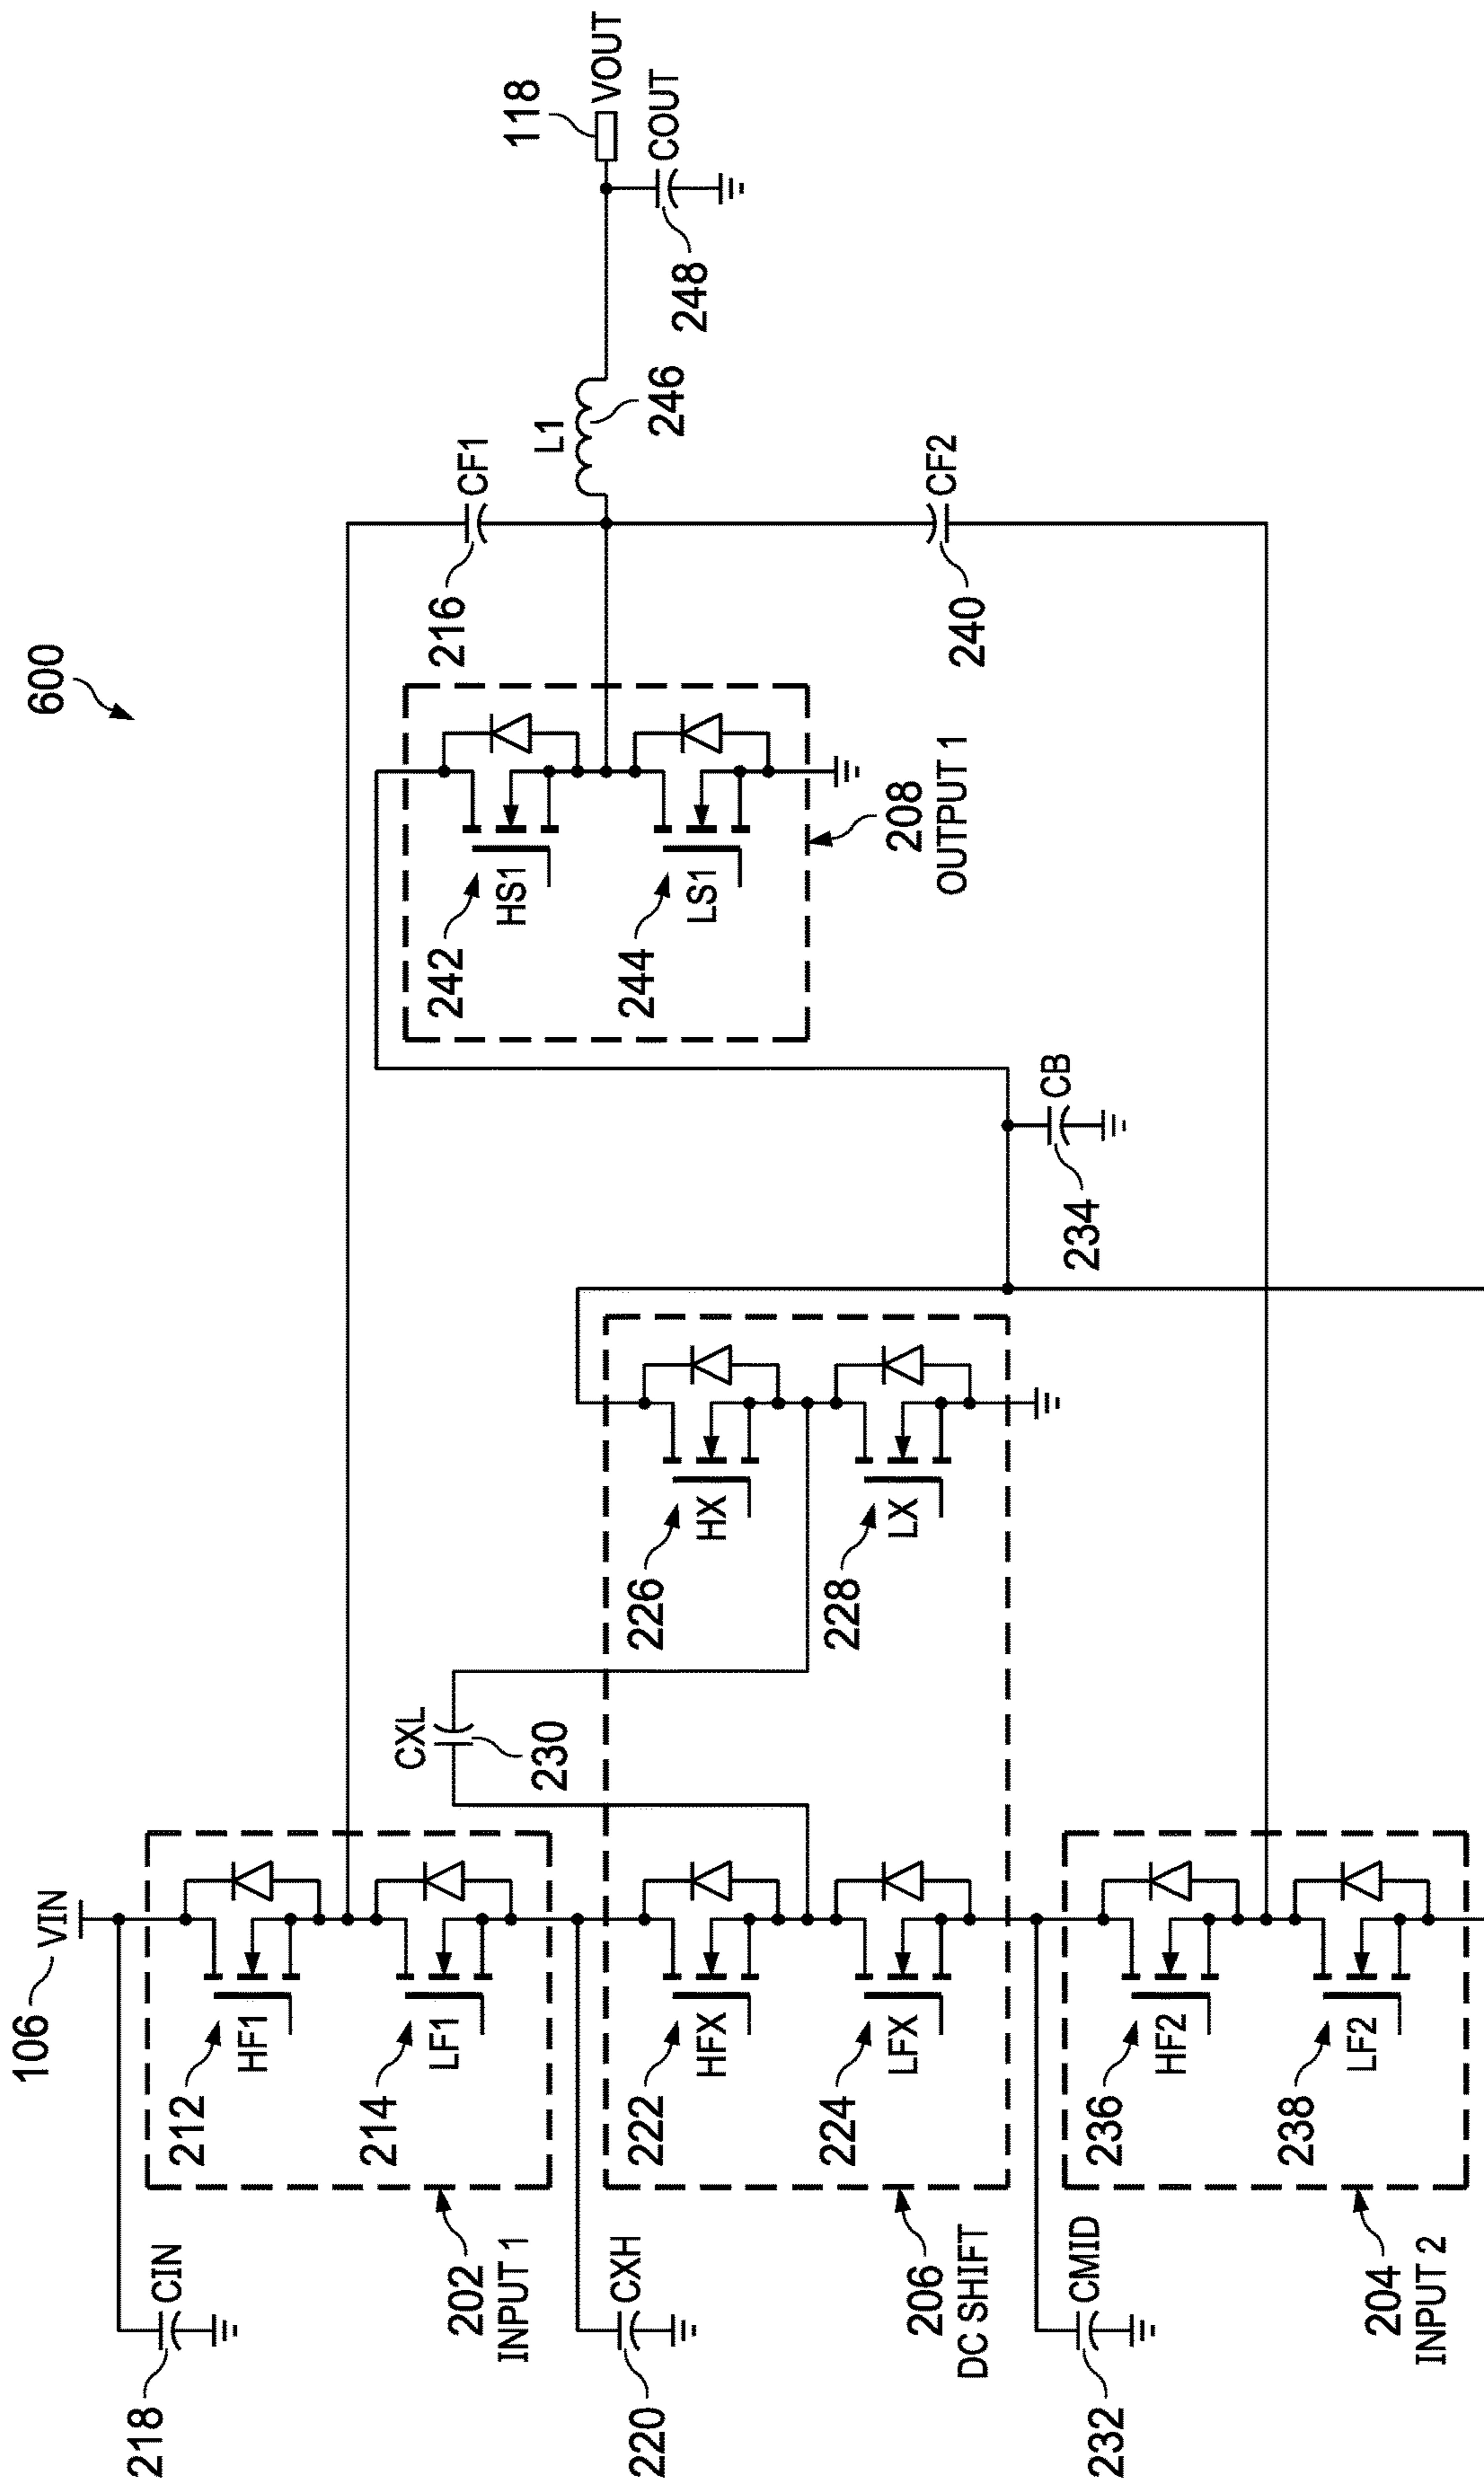 600
106
VIN
218
CIN
212
HF1
214
LF1
202
INPUT 1
220
CXH
222
HFX
224
LFX
206
DC SHIFT
CXL
230
226
HX
228
LX
232
CMID
236
HF2
238
LF2
204
INPUT 2
234
CB
242
HS1
244
LS1
208
OUTPUT 1
216
CF1
240
CF2
L1
246
118
VOUT
COUT
248